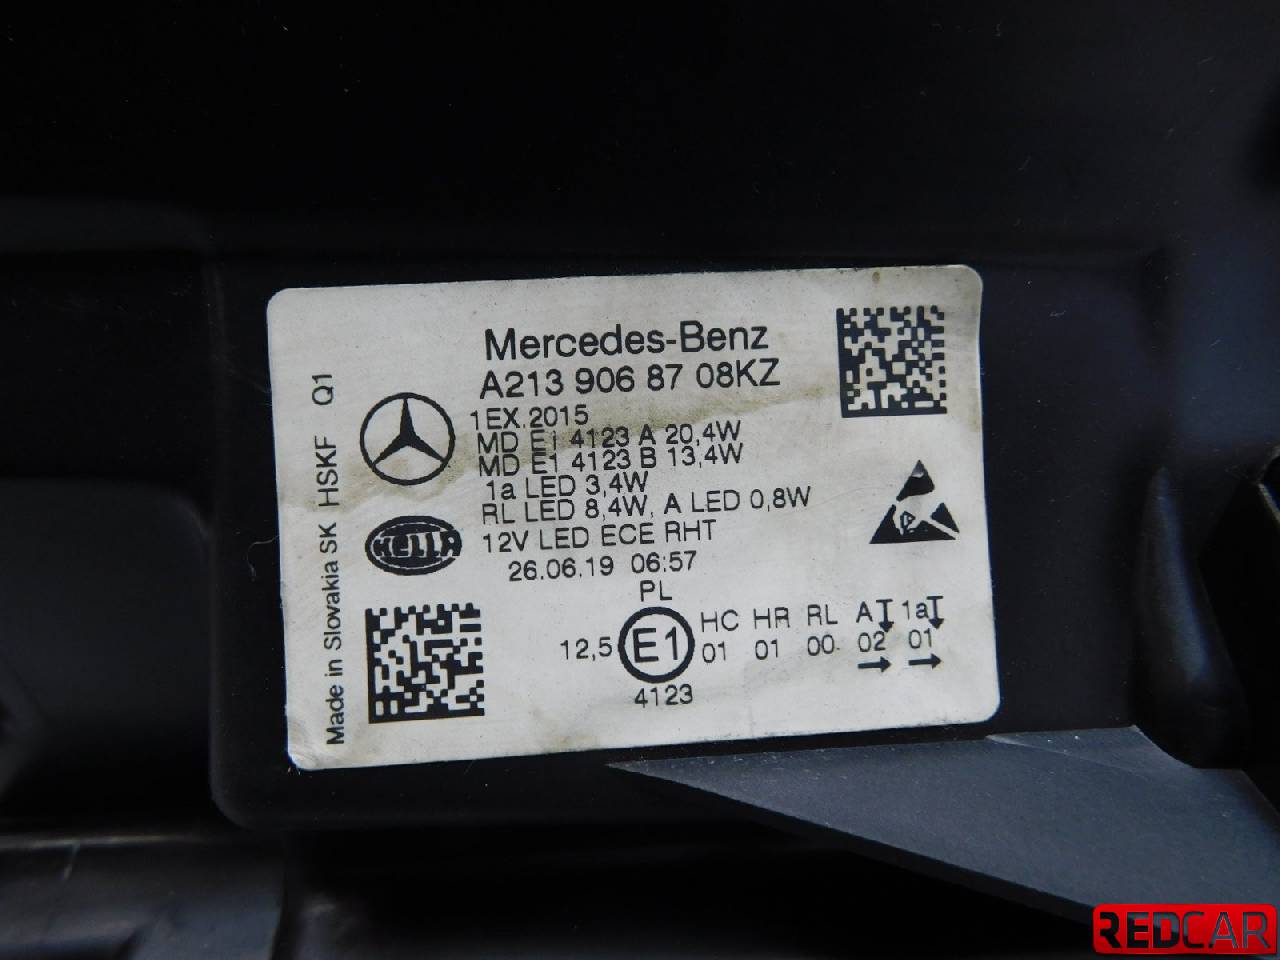 Mercedes-Benz
A213 906 87 08KZ
1EX.2015
MD E1 4123 A 20,4W
MD E1 4123 B 13,4W
1a LED 3,4W
RL LED 8,4W, A LED 0,8W
12V LED ECE RHT
26.06.19 06:57
PL
12,5 E1 HC HR RL A 1a
01 01 00 02 01
4123
HELLA
Made in Slovakia SK HSKF Q1
REDCAR